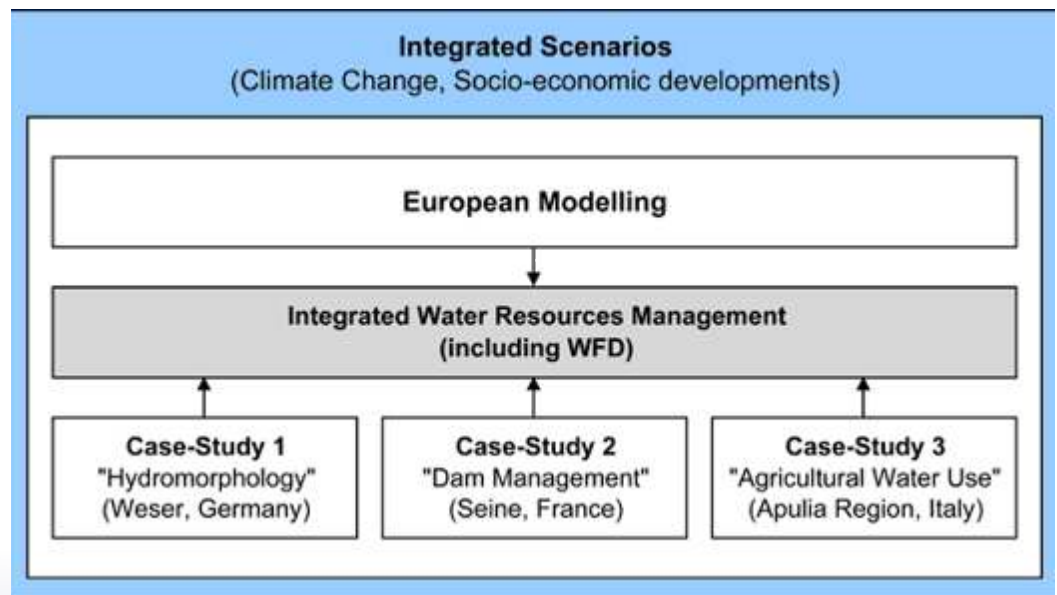 Integrated Scenarios
(Climate Change, Socio-economic developments)
European Modelling
Integrated Water Resources Management
(including WFD)
Case-Study 1
"Hydromorphology"
(Weser, Germany)
Case-Study 2
"Dam Management"
(Seine, France)
Case-Study 3
"Agricultural Water Use"
(Apulia Region, Italy)